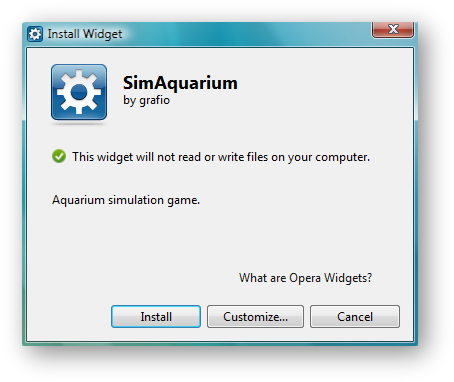 Install Widget
SimAquarium
by grafio
This widget will not read or write files on your computer.
Aquarium simulation game.
What are Opera Widgets?
Install
Customize...
Cancel